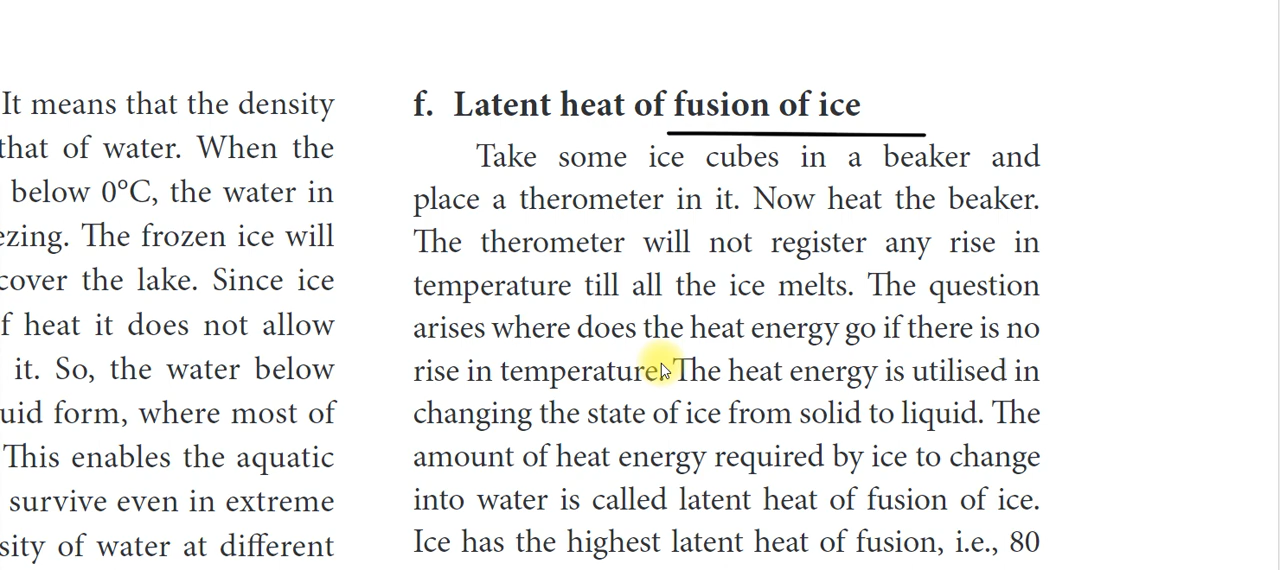 It means that the density
that of water. When the
below 0°C, the water in
ezing. The frozen ice will
cover the lake. Since ice
f heat it does not allow
it. So, the water below
uid form, where most of
This enables the aquatic
survive even in extreme
sity of water at different
f. Latent heat of fusion of ice
Take some ice cubes in a beaker and
place a therometer in it. Now heat the beaker.
The therometer will not register any rise in
temperature till all the ice melts. The question
arises where does the heat energy go if there is no
rise in temperature. The heat energy is utilised in
changing the state of ice from solid to liquid. The
amount of heat energy required by ice to change
into water is called latent heat of fusion of ice.
Ice has the highest latent heat of fusion, i.e., 80